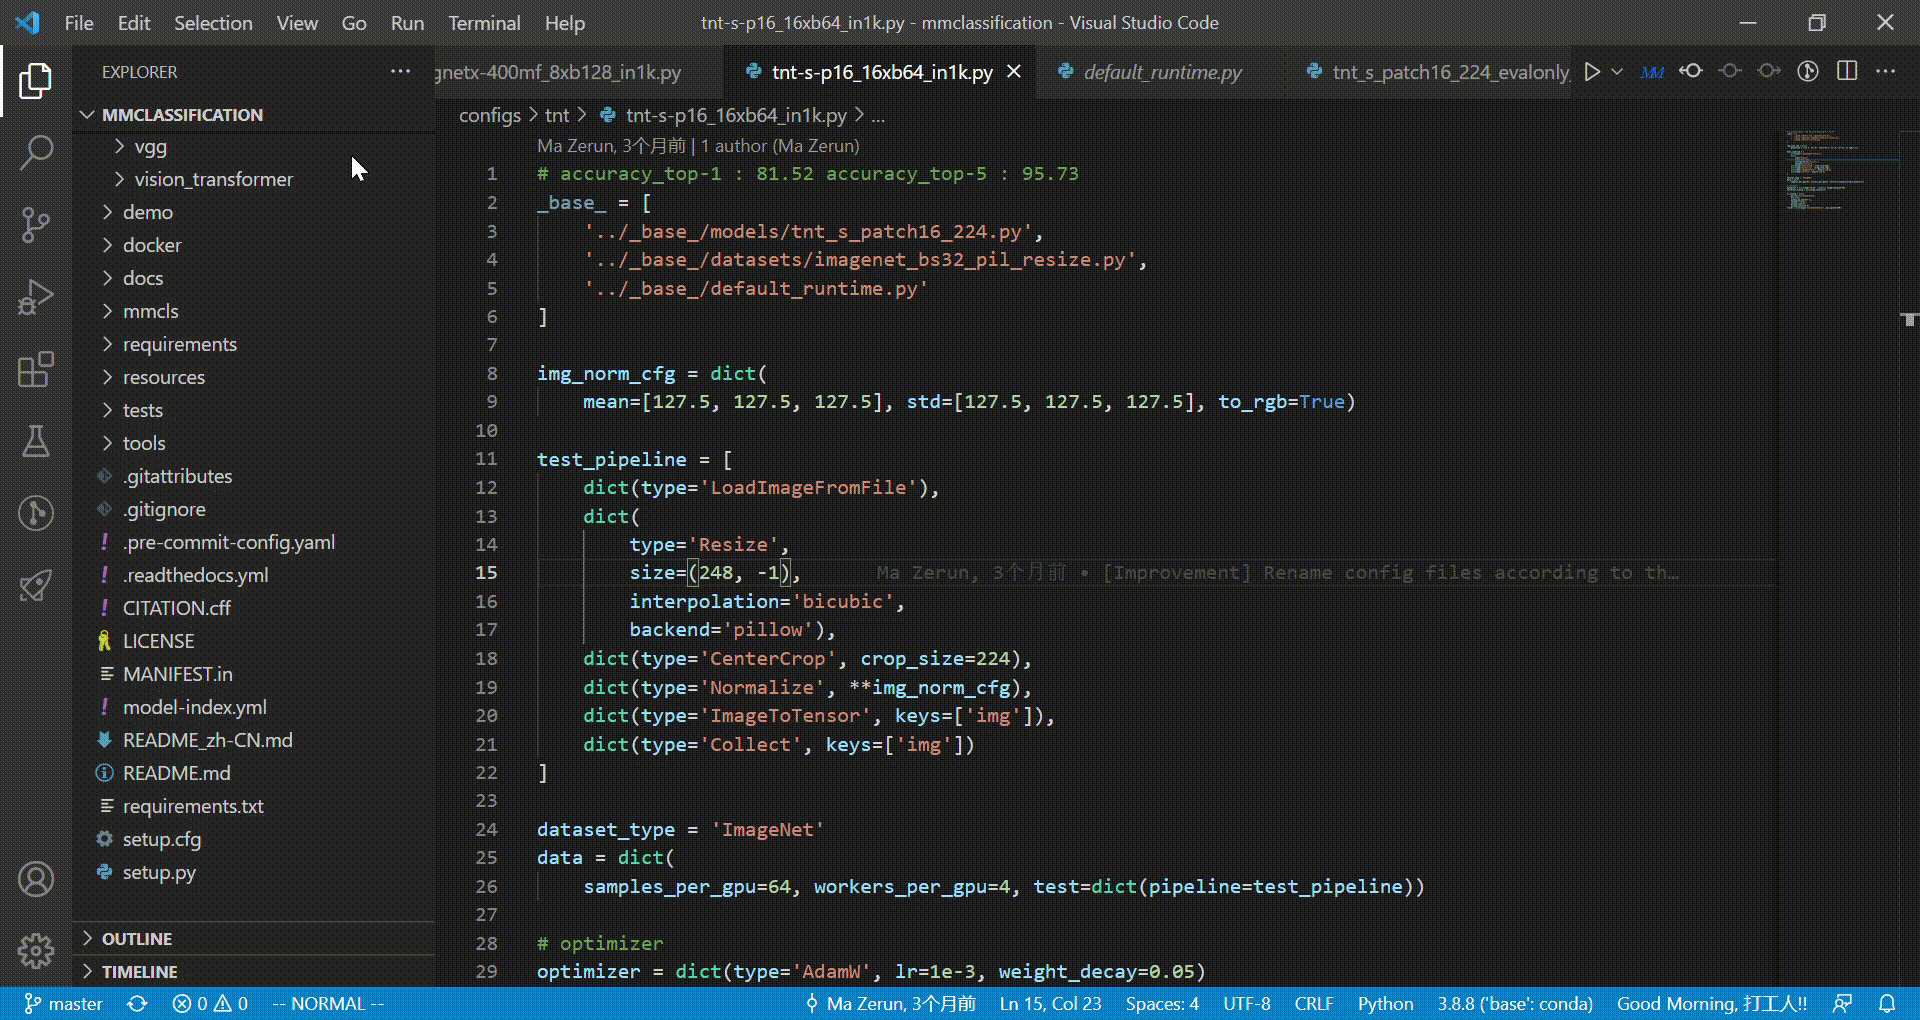 File Edit Selection View Go Run Terminal Help
tnt-s-p16_16xb64_in1k.py - mmclassification - Visual Studio Code
EXPLORER
MMCLASSIFICATION
vgg
vision_transformer
demo
docker
docs
mmcls
requirements
resources
tests
tools
.gitattributes
.gitignore
.pre-commit-config.yaml
.readthedocs.yml
CITATION.cff
LICENSE
MANIFEST.in
model-index.yml
README_zh-CN.md
README.md
requirements.txt
setup.cfg
setup.py
OUTLINE
TIMELINE
gnetx-400mf_8xb128_in1k.py
tnt-s-p16_16xb64_in1k.py
default_runtime.py
tnt_s_patch16_224_evalonly_
configs > tnt > tnt-s-p16_16xb64_in1k.py > ...
Ma Zerun, 3个月前 | 1 author (Ma Zerun)
1 # accuracy_top-1 : 81.52 accuracy_top-5 : 95.73
2 _base_ = [
3 '../_base_/models/tnt_s_patch16_224.py',
4 '../_base_/datasets/imagenet_bs32_pil_resize.py',
5 '../_base_/default_runtime.py'
6 ]
7
8 img_norm_cfg = dict(
9 mean=[127.5, 127.5, 127.5], std=[127.5, 127.5, 127.5], to_rgb=True)
10
11 test_pipeline = [
12 dict(type='LoadImageFromFile'),
13 dict(
14 type='Resize',
15 size=(248, -1), Ma Zerun, 3个月前 • [Improvement] Rename config files according to th…
16 interpolation='bicubic',
17 backend='pillow'),
18 dict(type='CenterCrop', crop_size=224),
19 dict(type='Normalize', **img_norm_cfg),
20 dict(type='ImageToTensor', keys=['img']),
21 dict(type='Collect', keys=['img'])
22 ]
23
24 dataset_type = 'ImageNet'
25 data = dict(
26 samples_per_gpu=64, workers_per_gpu=4, test=dict(pipeline=test_pipeline))
27
28 # optimizer
29 optimizer = dict(type='AdamW', lr=1e-3, weight_decay=0.05)
master 0 0 -- NORMAL -- Ma Zerun, 3个月前 Ln 15, Col 23 Spaces: 4 UTF-8 CRLF Python 3.8.8 ('base': conda) Good Morning, 打工人!!